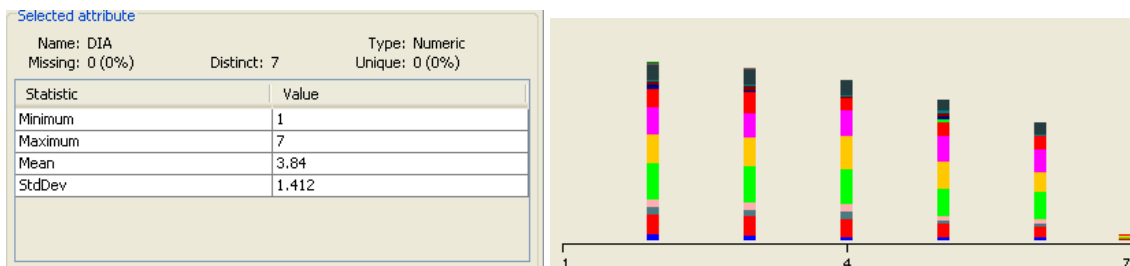 Selected attribute
Name: DIA Type: Numeric
Missing: 0 (0%) Distinct: 7 Unique: 0 (0%)
Statistic Value
Minimum 1
Maximum 7
Mean 3.84
StdDev 1.412
1 4 7